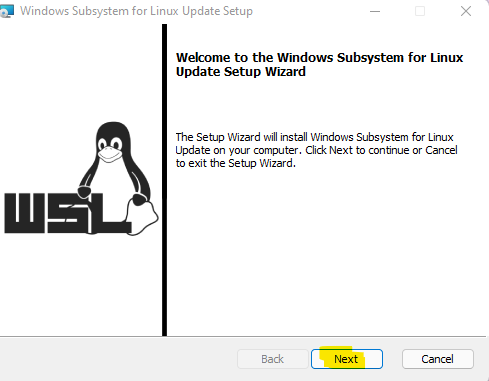 Windows Subsystem for Linux Update Setup
Welcome to the Windows Subsystem for Linux
Update Setup Wizard
The Setup Wizard will install Windows Subsystem for Linux
Update on your computer. Click Next to continue or Cancel
to exit the Setup Wizard.
WSL
Back Next Cancel